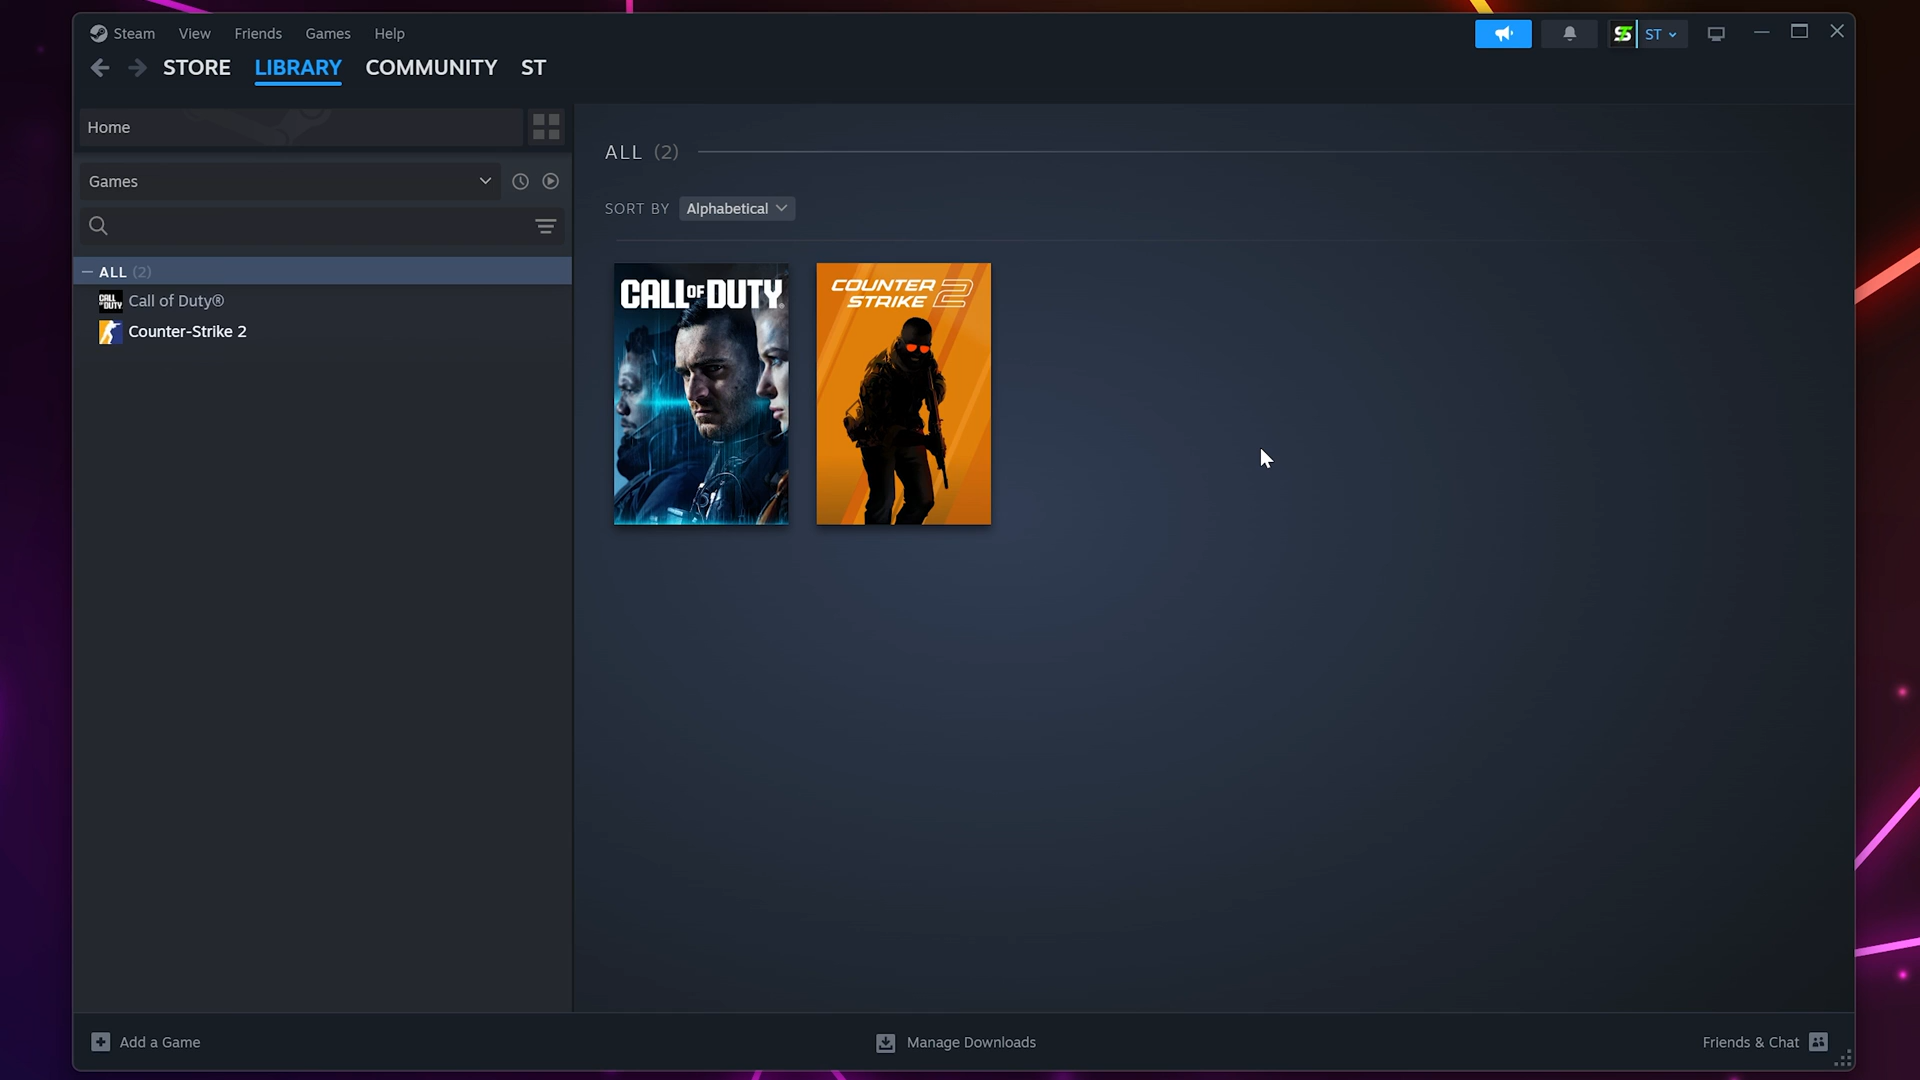 Steam View Friends Games Help
ST
STORE LIBRARY COMMUNITY ST
Home
Games
ALL (2)
Call of Duty®
Counter-Strike 2
ALL (2)
SORT BY Alphabetical
CALL OF DUTY
COUNTER
STRIKE 2
Add a Game
Manage Downloads
Friends & Chat